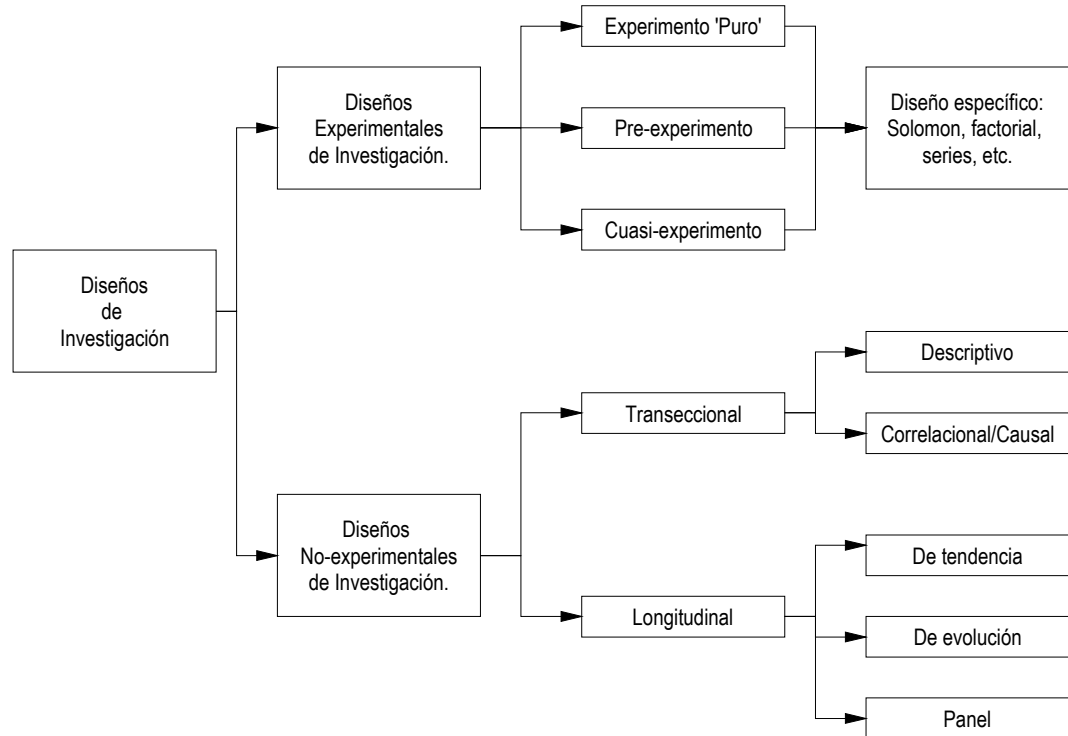 Experimento 'Puro'
Diseños
Experimentales
de Investigación.
Pre-experimento
Diseño específico:
Solomon, factorial,
series, etc.
Cuasi-experimento
Diseños
de
Investigación
Descriptivo
Transeccional
Correlacional/Causal
Diseños
No-experimentales
de Investigación.
De tendencia
Longitudinal
De evolución
Panel